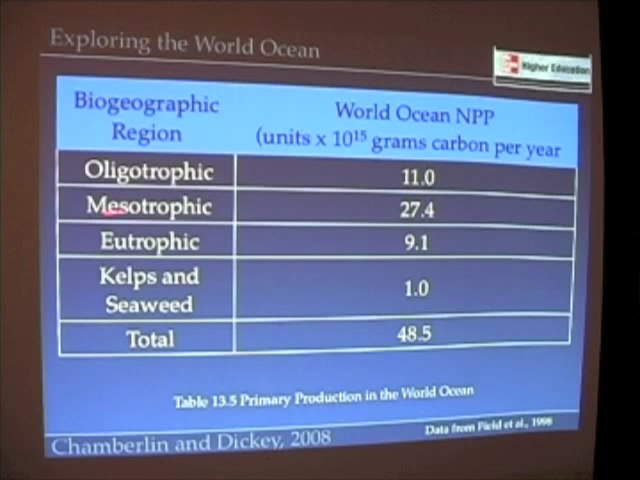 Exploring the World Ocean
Higher Education
Biogeographic
Region
World Ocean NPP
(units x 10¹⁵ grams carbon per year
Oligotrophic
11.0
Mesotrophic
27.4
Eutrophic
9.1
Kelps and
Seaweed
1.0
Total
48.5
Table 13.5 Primary Production in the World Ocean
Chamberlin and Dickey, 2008
Data from Field et al., 1998